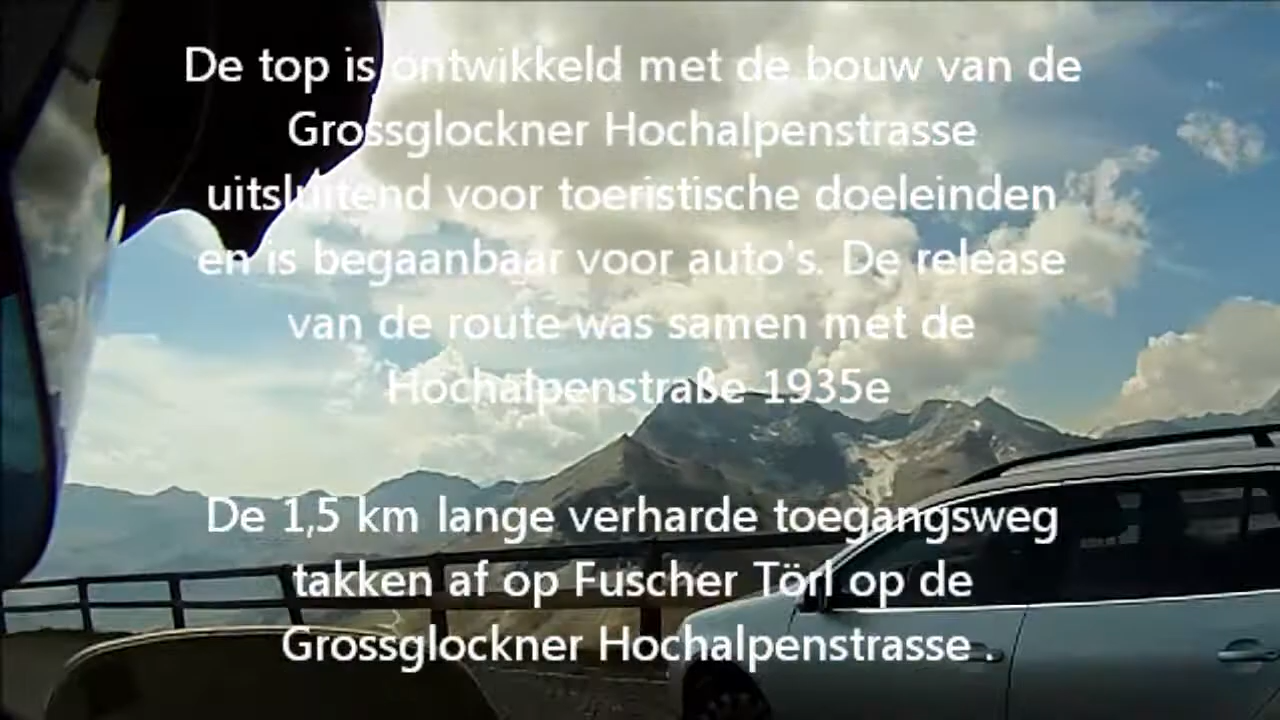 De top is ontwikkeld met de bouw van de
Grossglockner Hochalpenstrasse
uitsluitend voor toeristische doeleinden
en is begaanbaar voor auto's. De release
van de route was samen met de
Hochalpenstraße 1935e
De 1,5 km lange verharde toegangsweg
takken af op Fuscher Törl op de
Grossglockner Hochalpenstrasse .